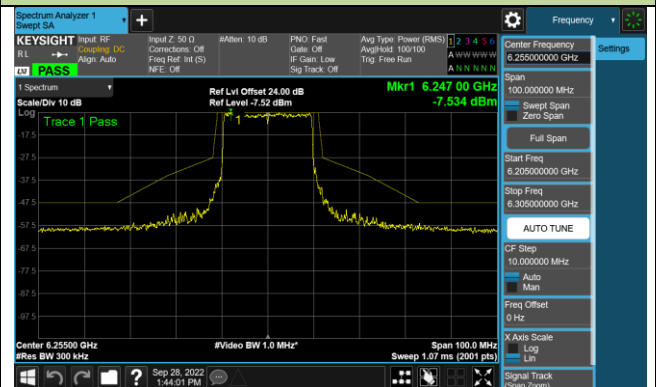 Spectrum Analyzer 1
Swept SA
Frequency
KEYSIGHT
RL
PASS
Input: RF
Coupling: DC
Align: Auto
Input Z: 50 Ω
Corrections: Off
Freq Ref: Int (S)
NFE: Off
#Atten: 10 dB
PNO: Fast
Gate: Off
IF Gain: Low
Sig Track: Off
Avg Type: Power (RMS)
Avg|Hold: 100/100
Trig: Free Run
1 2 3 4 5 6
A W W W W W
A N N N N N
1 Spectrum
Scale/Div 10 dB
Ref Lvl Offset 24.00 dB
Ref Level -7.52 dBm
Mkr1 6.247 00 GHz
-7.534 dBm
Log
Trace 1 Pass
1
-17.5
-27.5
-37.5
-47.5
-57.5
-67.5
-77.5
-87.5
-97.5
Center 6.25500 GHz
#Res BW 300 kHz
#Video BW 1.0 MHz*
Span 100.0 MHz
Sweep 1.07 ms (2001 pts)
Sep 28, 2022
1:44:01 PM
Center Frequency
6.255000000 GHz
Settings
Span
100.000000 MHz
Swept Span
Zero Span
Full Span
Start Freq
6.205000000 GHz
Stop Freq
6.305000000 GHz
AUTO TUNE
CF Step
10.000000 MHz
Auto
Man
Freq Offset
0 Hz
X Axis Scale
Log
Lin
Signal Track
(Span Zoom)